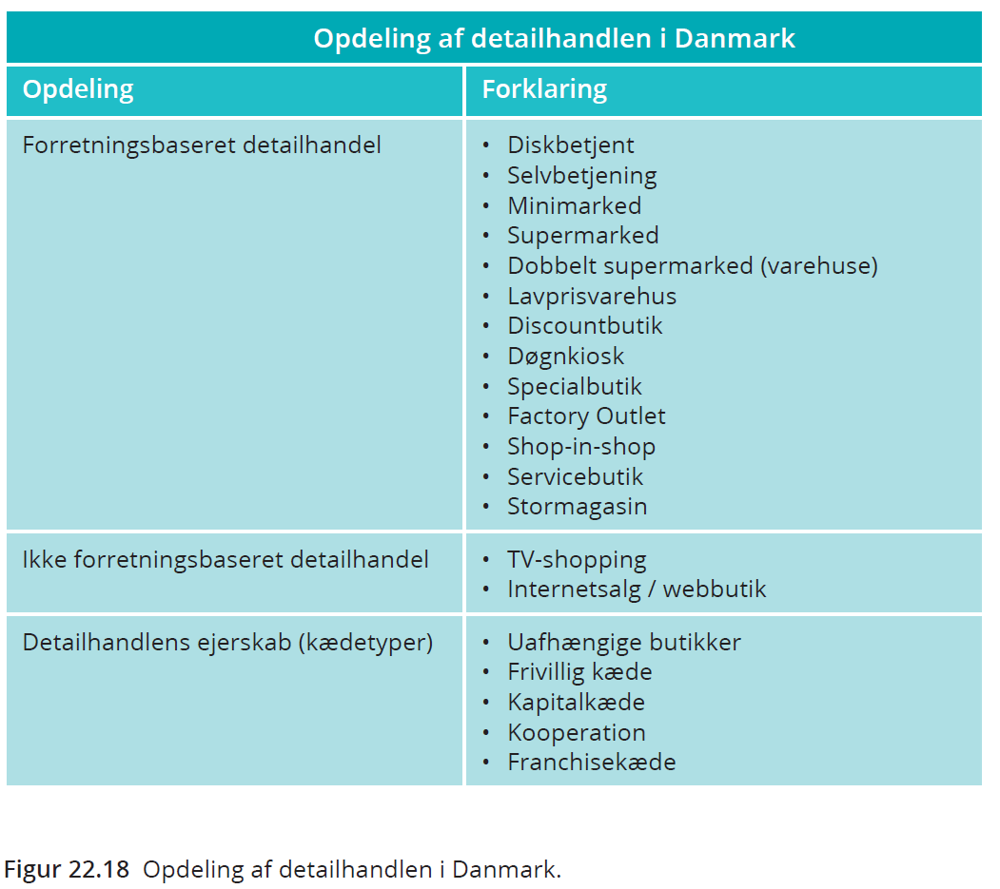 Opdeling af detailhandlen i Danmark
Opdeling
Forklaring
Forretningsbaseret detailhandel
• Diskbetjent
• Selvbetjening
• Minimarked
• Supermarked
• Dobbelt supermarked (varehuse)
• Lavprisvarehus
• Discountbutik
• Døgnkiosk
• Specialbutik
• Factory Outlet
• Shop-in-shop
• Servicebutik
• Stormagasin
Ikke forretningsbaseret detailhandel
• TV-shopping
• Internetsalg / webbutik
Detailhandlens ejerskab (kædetyper)
• Uafhængige butikker
• Frivillig kæde
• Kapitalkæde
• Kooperation
• Franchisekæde
Figur 22.18 Opdeling af detailhandlen i Danmark.